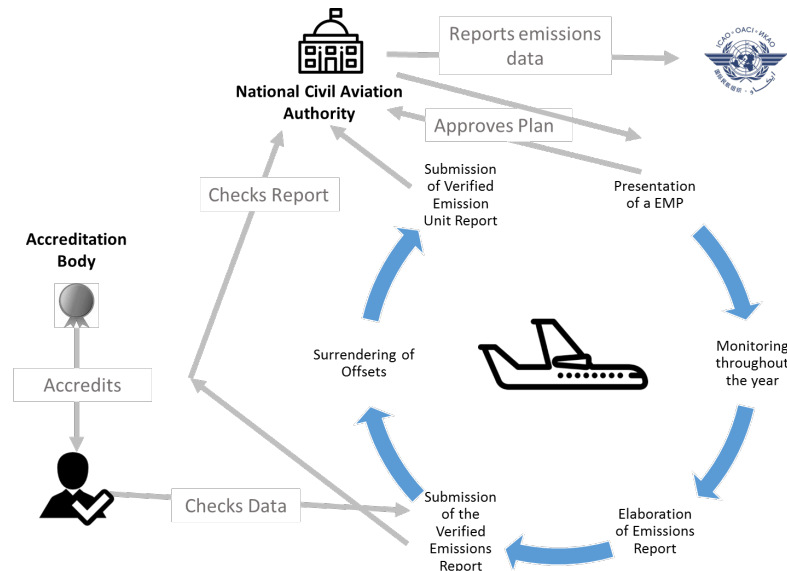 Reports emissions
data
ICAO · OACI · ИКАО
National Civil Aviation
Authority
Approves Plan
Submission
of Verified
Emission
Unit Report
Presentation
of a EMP
Checks Report
Accreditation
Body
Surrendering of
Offsets
Monitoring
throughout
the year
Accredits
Checks Data
Submission
of the
Verified
Emissions
Report
Elaboration
of Emissions
Report